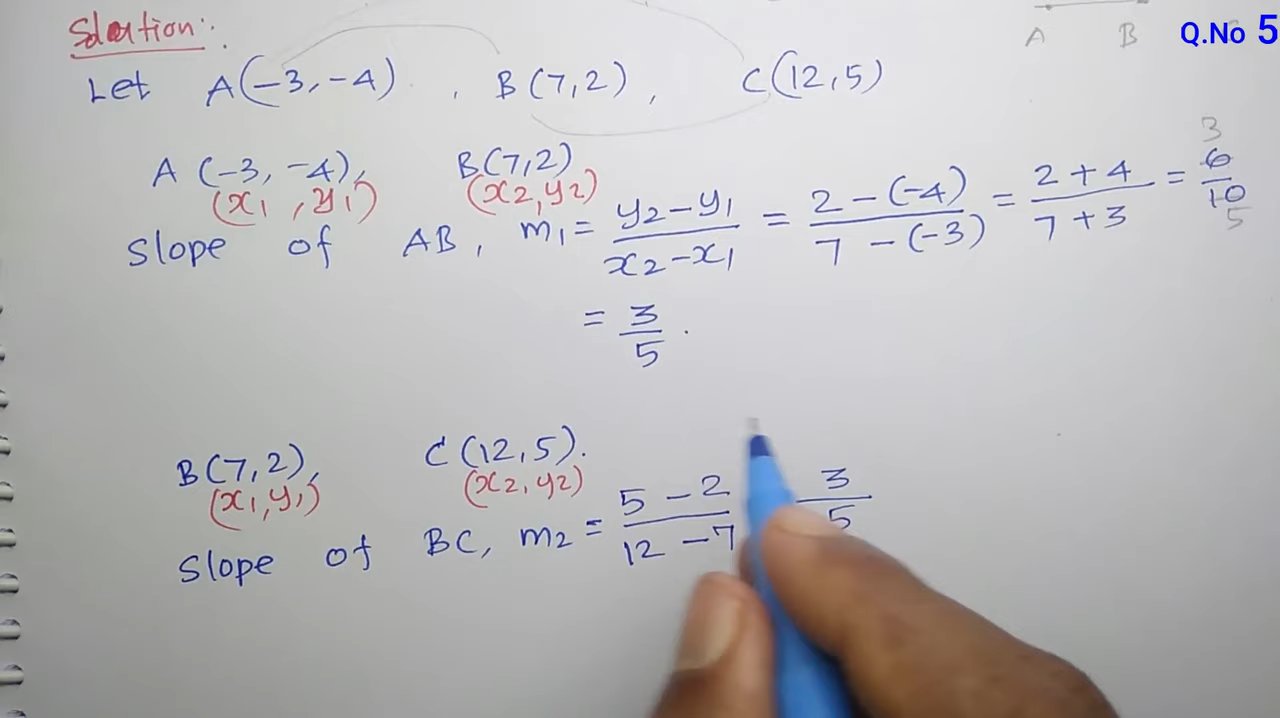 Solution:
A B
Q.No 5
Let A(-3,-4) , B(7,2), C(12,5)
A (-3,-4), B(7,2)
(x1,y1) (x2,y2)
slope of AB, m1 = y2-y1/x2-x1 = 2-(-4)/7-(-3) = 2+4/7+3 = 6/10 3 5
= 3/5.
B(7,2), C(12,5).
(x1,y1) (x2,y2)
slope of BC, m2 = 5-2/12-7 3/5